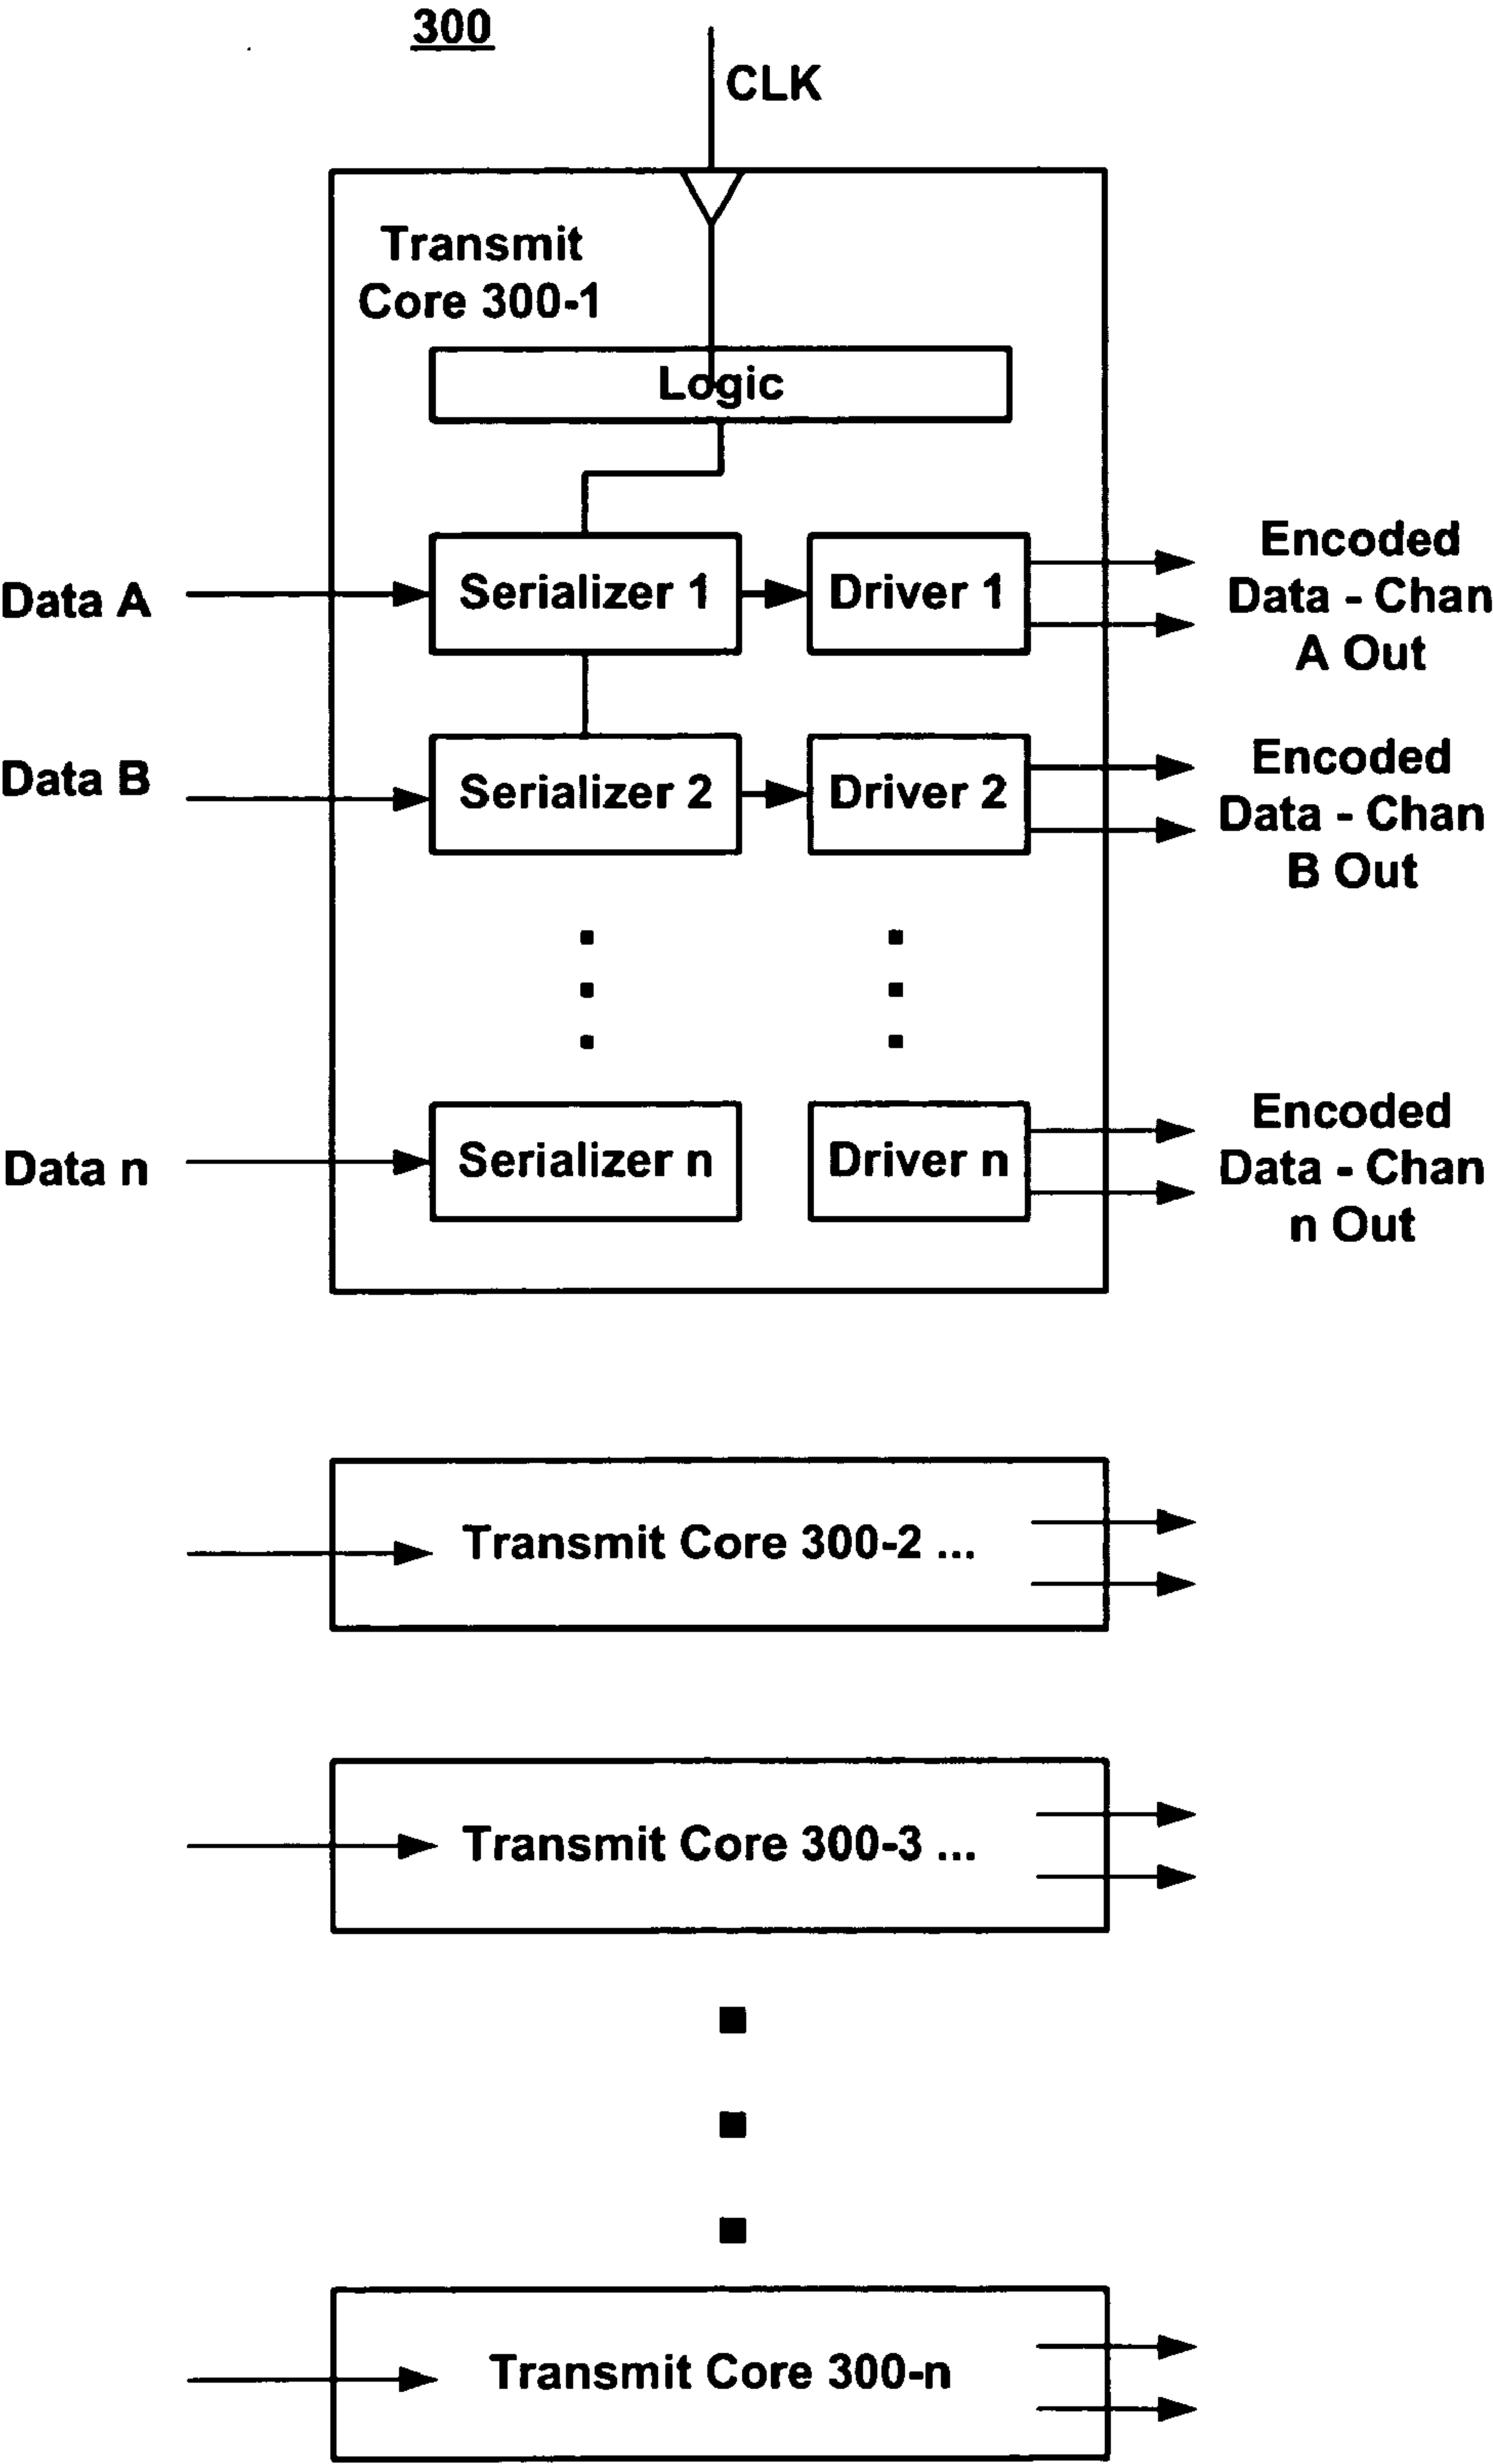 300
CLK
Transmit
Core 300-1
Logic
Data A
Serializer 1
Driver 1
Encoded
Data - Chan
A Out
Data B
Serializer 2
Driver 2
Encoded
Data - Chan
B Out
Data n
Serializer n
Driver n
Encoded
Data - Chan
n Out
Transmit Core 300-2 ...
Transmit Core 300-3 ...
Transmit Core 300-n